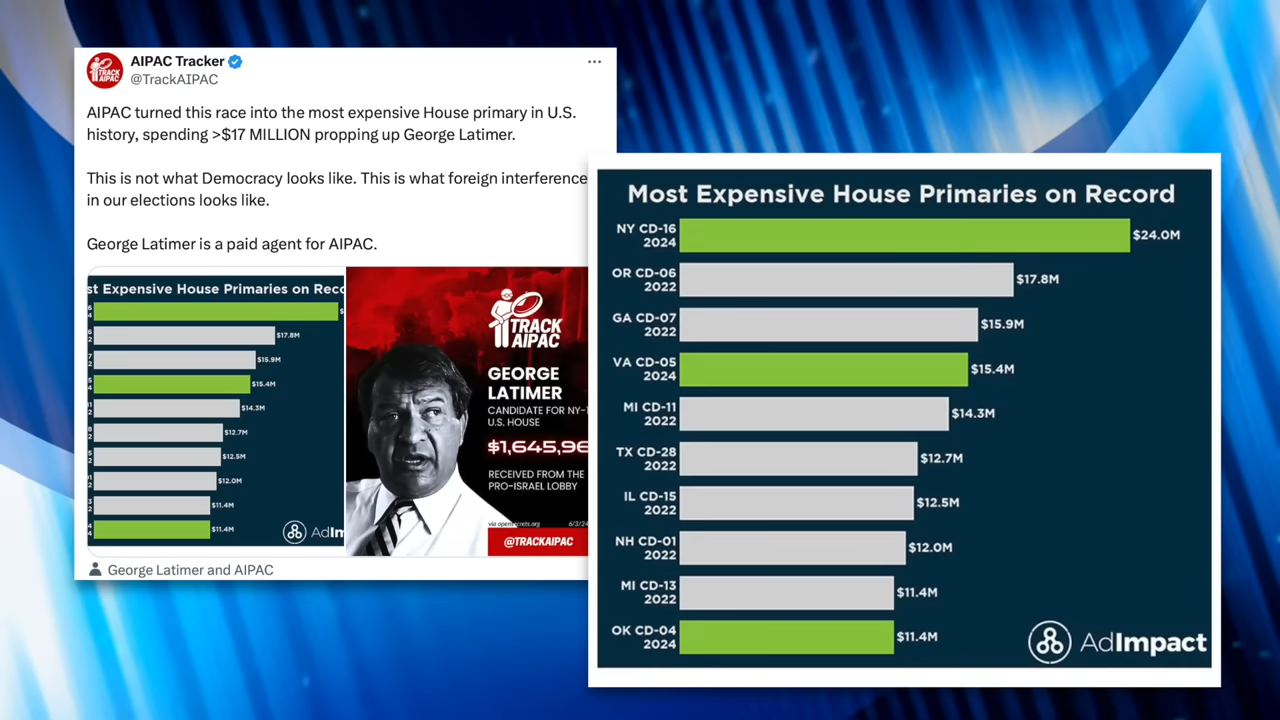 AIPAC Tracker
@TrackAIPAC
AIPAC turned this race into the most expensive House primary in U.S.
history, spending >$17 MILLION propping up George Latimer.
This is not what Democracy looks like. This is what foreign interference
in our elections looks like.
George Latimer is a paid agent for AIPAC.
st Expensive House Primaries on Reco
$17.8M
$15.9M
$15.4M
$14.3M
$12.7M
$12.5M
$12.0M
$11.4M
$11.4M
AdIm
TRACK
AIPAC
GEORGE
LATIMER
CANDIDATE FOR NY-1
U.S. HOUSE
$1,645,96
RECEIVED FROM THE
PRO-ISRAEL LOBBY
6/3/24
@TRACKAIPAC
George Latimer and AIPAC
Most Expensive House Primaries on Record
NY CD-16
2024
$24.0M
OR CD-06
2022
$17.8M
GA CD-07
2022
$15.9M
VA CD-05
2024
$15.4M
MI CD-11
2022
$14.3M
TX CD-28
2022
$12.7M
IL CD-15
2022
$12.5M
NH CD-01
2022
$12.0M
MI CD-13
2022
$11.4M
OK CD-04
2024
$11.4M
AdImpact